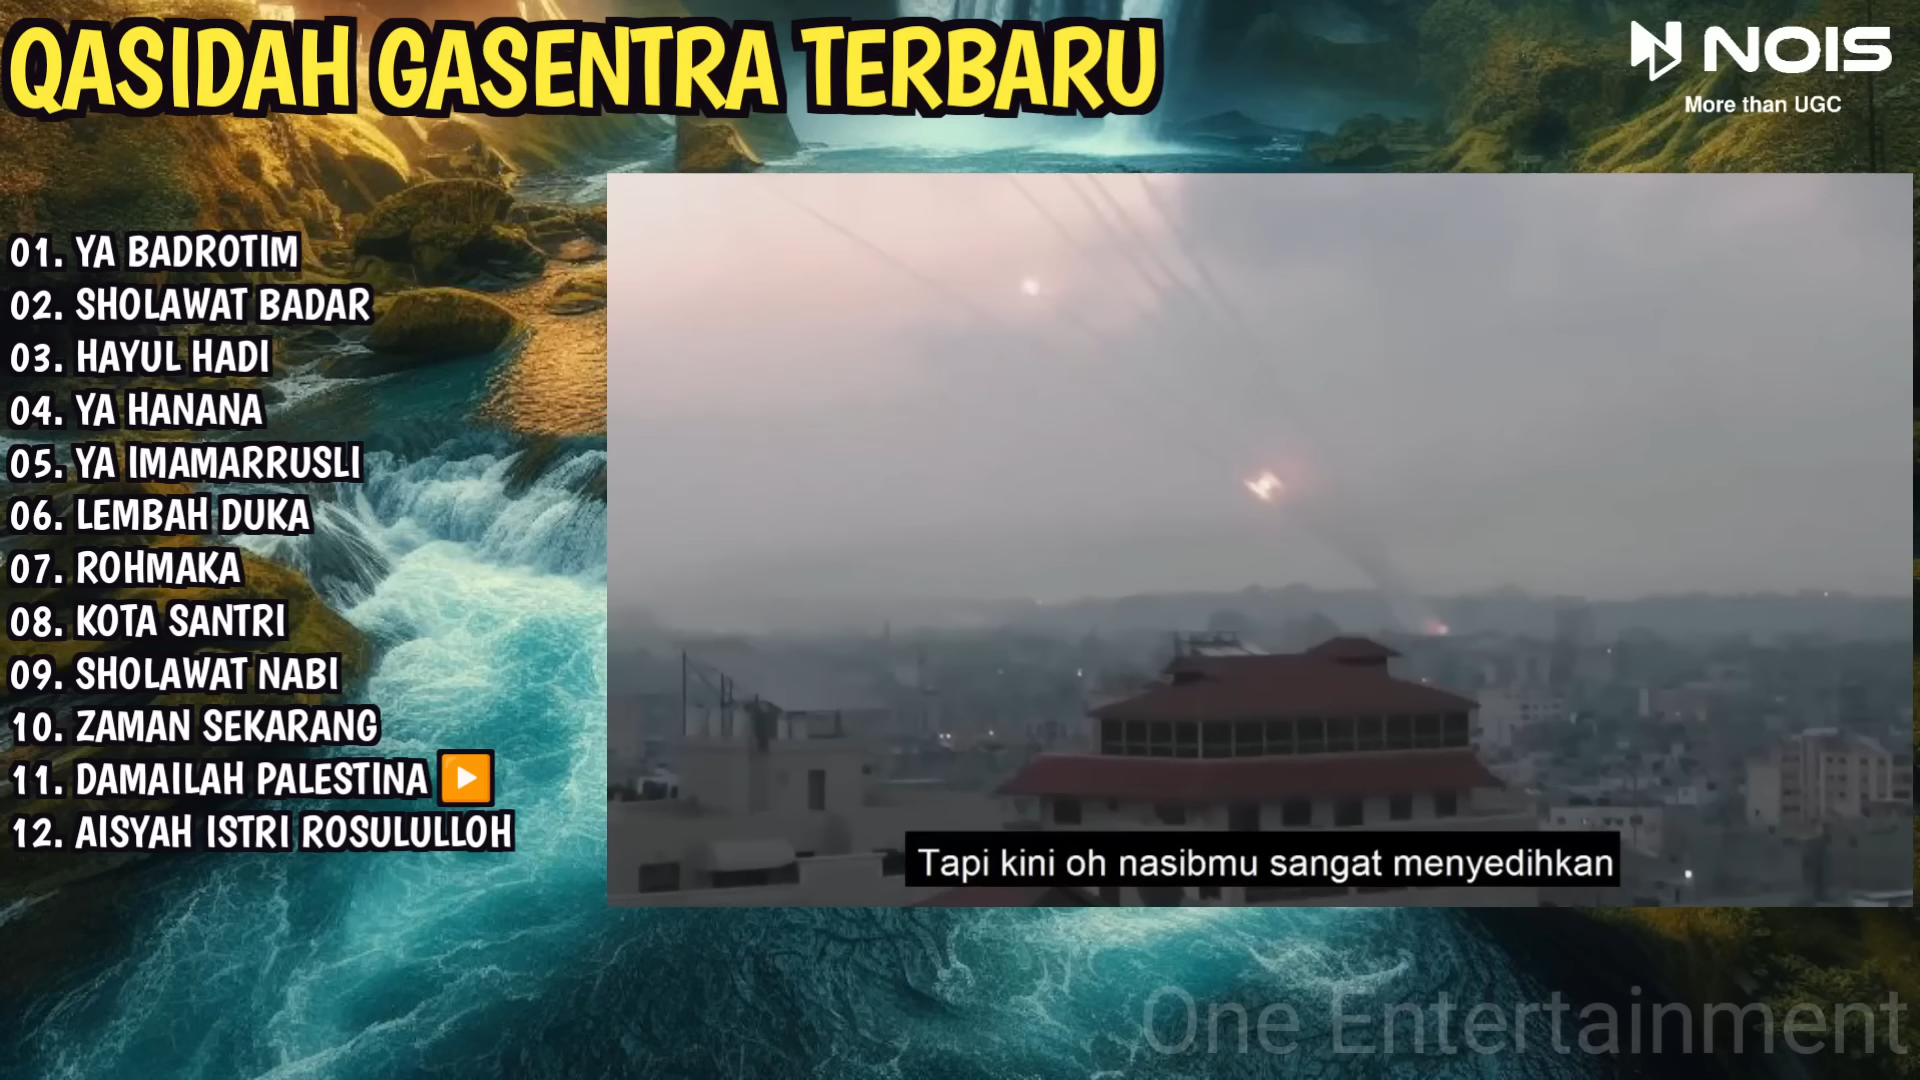 QASIDAH GASENTRA TERBARU
NOIS
More than UGC
01. YA BADROTIM
02. SHOLAWAT BADAR
03. HAYUL HADI
04. YA HANANA
05. YA IMAMARRUSLI
06. LEMBAH DUKA
07. ROHMAKA
08. KOTA SANTRI
09. SHOLAWAT NABI
10. ZAMAN SEKARANG
11. DAMAILAH PALESTINA
12. AISYAH ISTRI ROSULULLOH
Tapi kini oh nasibmu sangat menyedihkan
One Entertainment